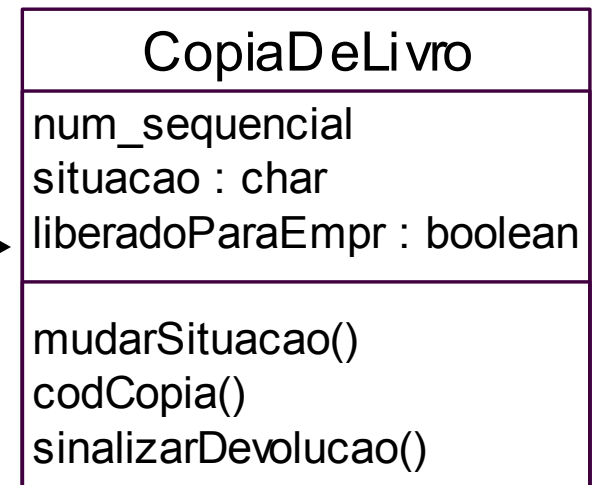 CopiaDeLivro
num_sequencial
situacao : char
liberadoParaEmpr : boolean
mudarSituacao()
codCopia()
sinalizarDevolucao()